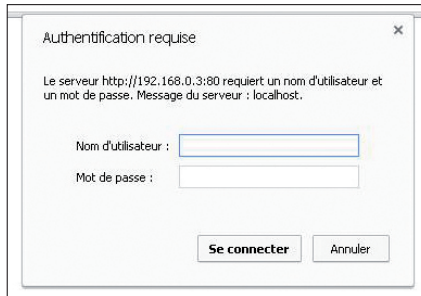 Authentification requise
Le serveur http://192.168.0.3:80 requiert un nom d'utilisateur et
un mot de passe. Message du serveur : localhost.
Nom d'utilisateur :
Mot de passe :
Se connecter
Annuler